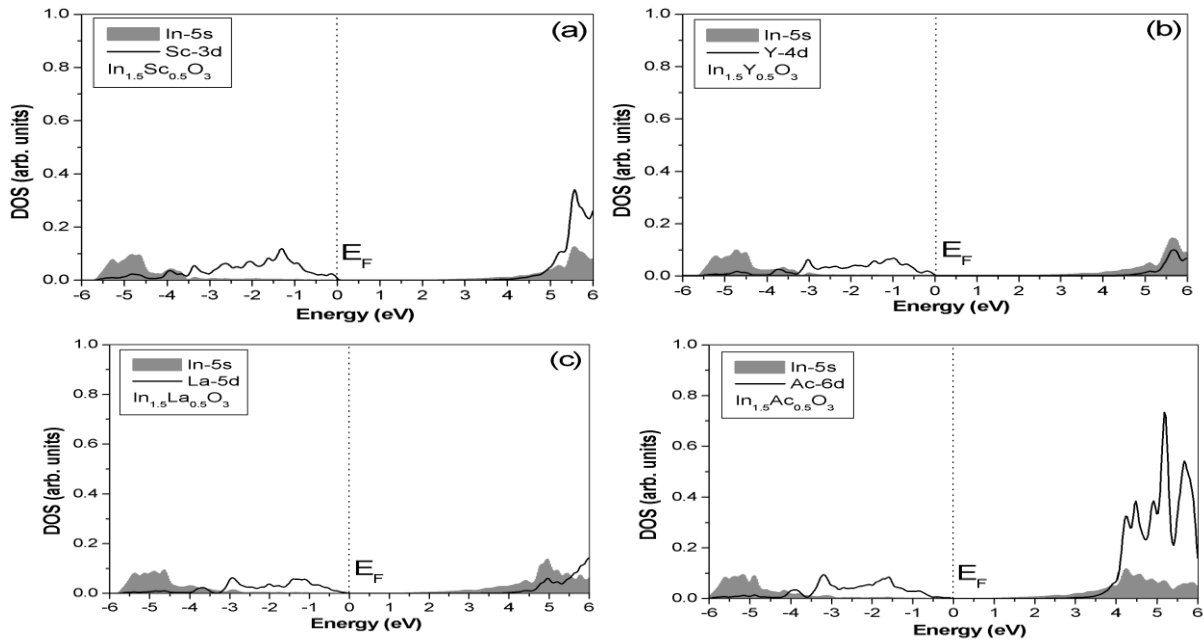 1.0
0.8
0.6
0.4
0.2
0.0
DOS (arb. units)
In-5s
Sc-3d
In1.5Sc0.5O3
(a)
EF
-6 -5 -4 -3 -2 -1 0 1 2 3 4 5 6
Energy (eV)
1.0
0.8
0.6
0.4
0.2
0.0
DOS (arb. units)
In-5s
Y-4d
In1.5Y0.5O3
(b)
EF
-6 -5 -4 -3 -2 -1 0 1 2 3 4 5 6
Energy (eV)
1.0
0.8
0.6
0.4
0.2
0.0
DOS (arb. units)
In-5s
La-5d
In1.5La0.5O3
(c)
EF
-6 -5 -4 -3 -2 -1 0 1 2 3 4 5 6
Energy (eV)
1.0
0.8
0.6
0.4
0.2
0.0
DOS (arb. units)
In-5s
Ac-6d
In1.5Ac0.5O3
EF
-6 -5 -4 -3 -2 -1 0 1 2 3 4 5 6
Energy (eV)